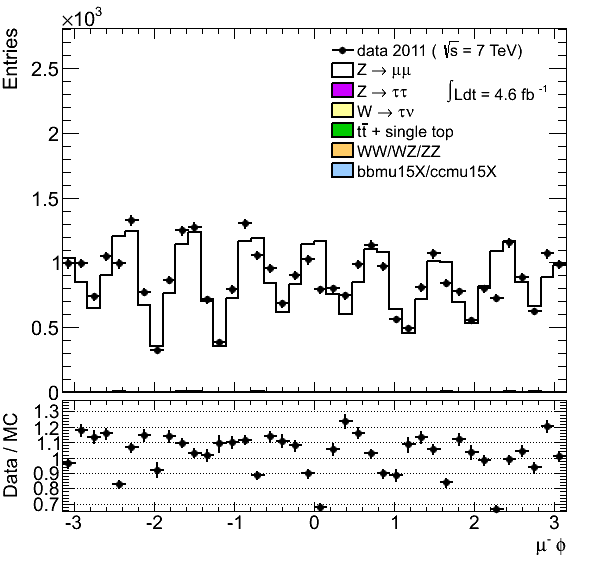 ×10³
Entries
2.5
2
1.5
1
0.5
0
data 2011 ( √s = 7 TeV)
Z → μμ
Z → ττ
W → τν
tt̄ + single top
WW/WZ/ZZ
bbmu15X/ccmu15X
∫Ldt = 4.6 fb⁻¹
Data / MC
1.3
1.2
1.1
1
0.9
0.8
0.7
-3 -2 -1 0 1 2 3
μ⁻ ϕ